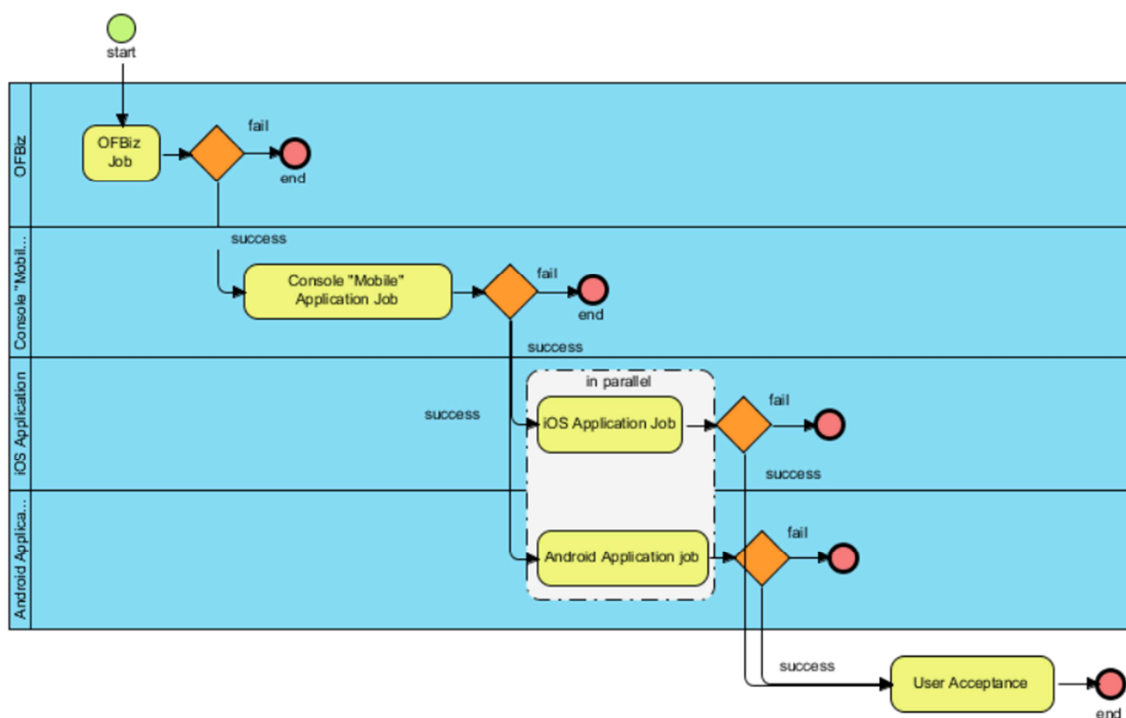 start
OFBiz
OFBiz
Job
fail
end
success
Console "Mobil...
Console "Mobile"
Application Job
fail
end
success
iOS Application
in parallel
success
iOS Application Job
fail
success
Android Applica...
Android Application job
fail
success
User Acceptance
end